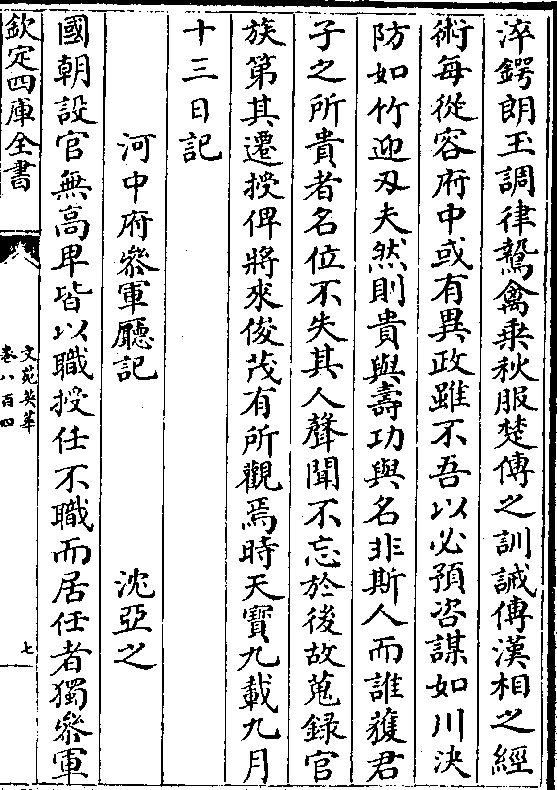 淬鍔朗玉調律鷙禽乘秋服楚傅之訓誡傅漢相之經
術每從容府中或有異政雖不吾以必預咨謀如川決
防如竹迎刃夫然則貴與壽功與名非斯人而誰獲君
子之所貴者名位不失其人聲聞不忘於後故蒐錄官
族第其遷授俾將來俊茂有所觀焉時天寶九載九月
十三日記
河中府參軍廳記 沈亞之
國朝設官無高卑皆以職授任不職而居任者獨參軍
欽定四庫全書
文苑英華
卷八百四
七